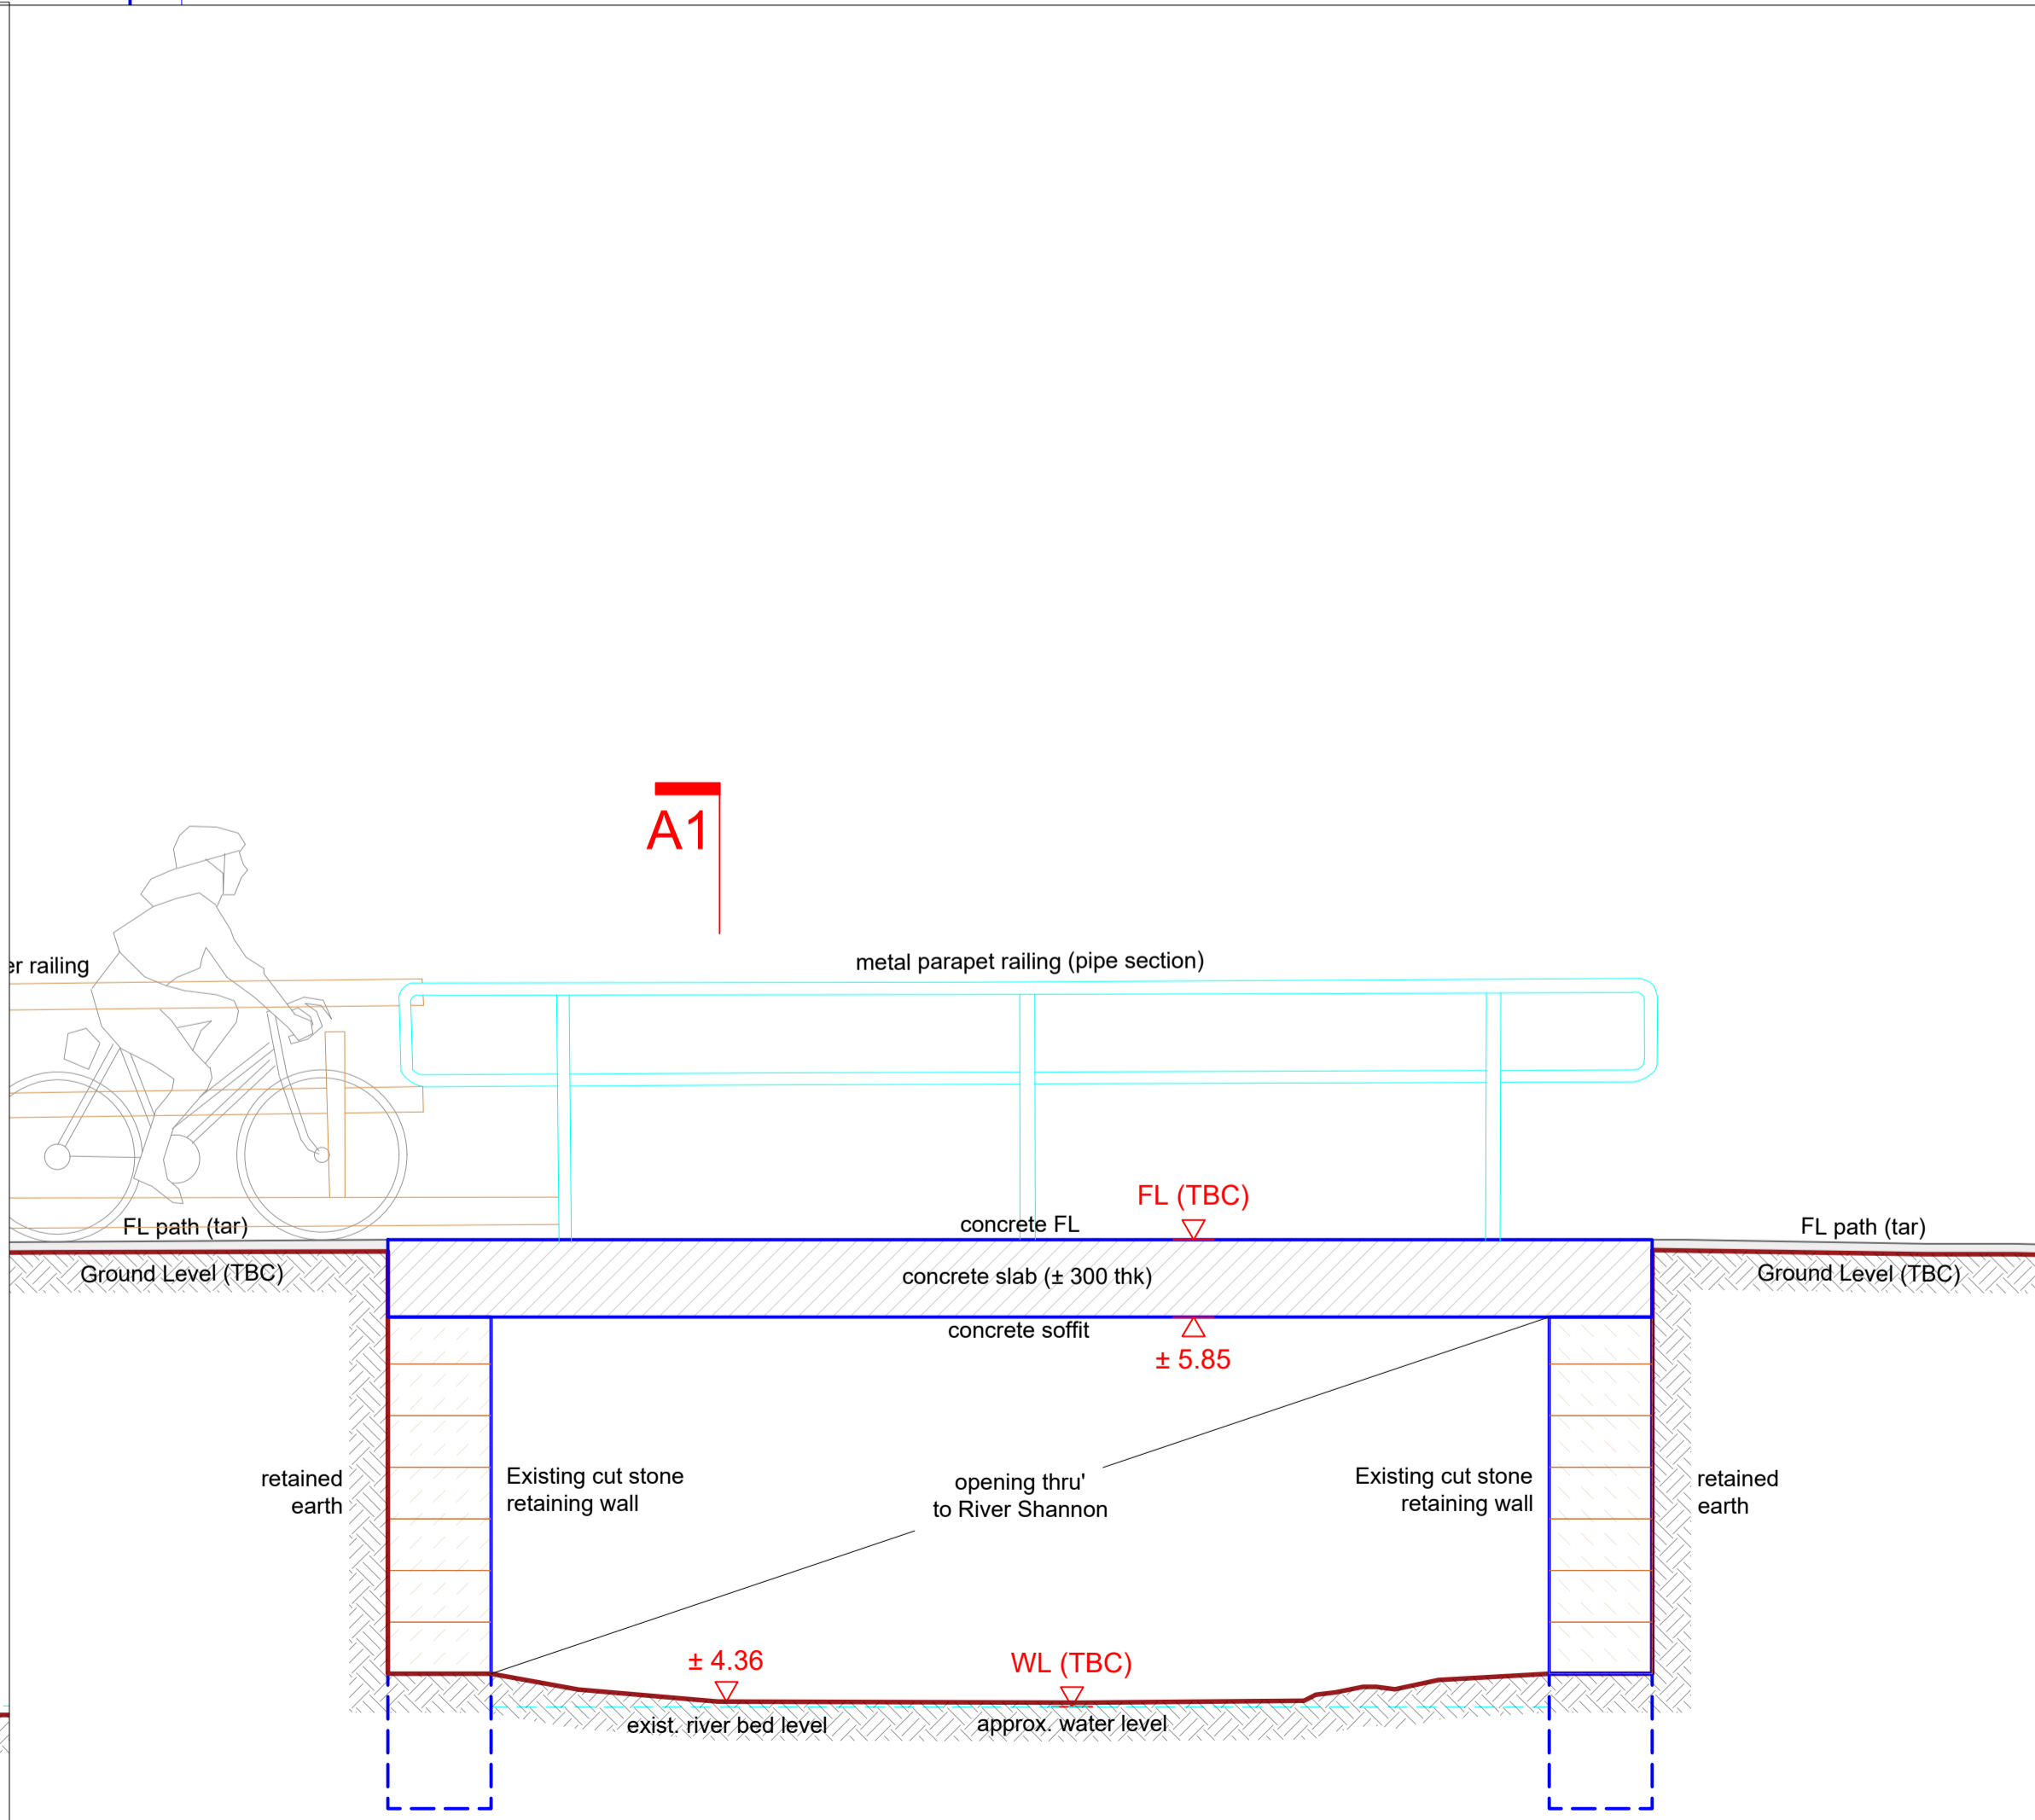 A1
er railing
metal parapet railing (pipe section)
FL (TBC)
FL path (tar)
concrete FL
FL path (tar)
Ground Level (TBC)
concrete slab (± 300 thk)
Ground Level (TBC)
concrete soffit
± 5.85
retained
earth
Existing cut stone
retaining wall
opening thru'
to River Shannon
Existing cut stone
retaining wall
retained
earth
± 4.36
WL (TBC)
exist. river bed level
approx. water level